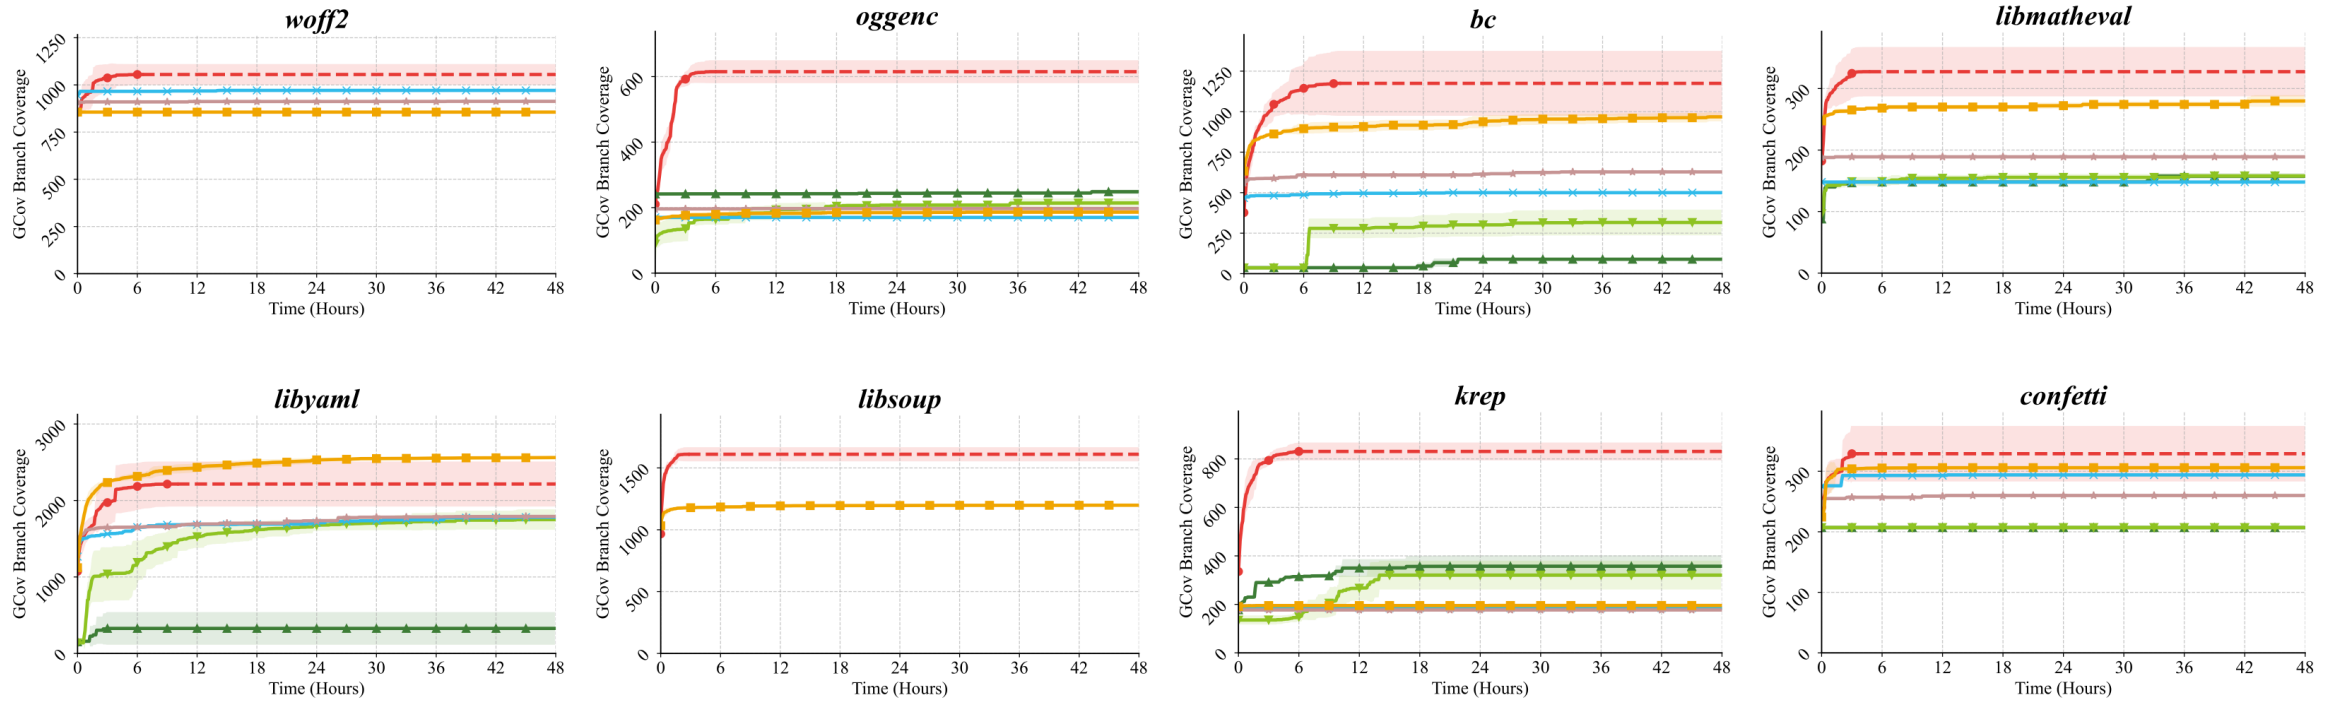 woff2
GCov Branch Coverage
1250
1000
750
500
250
0
0 6 12 18 24 30 36 42 48
Time (Hours)
oggenc
GCov Branch Coverage
600
400
200
0
0 6 12 18 24 30 36 42 48
Time (Hours)
bc
GCov Branch Coverage
1250
1000
750
500
250
0
0 6 12 18 24 30 36 42 48
Time (Hours)
libmatheval
GCov Branch Coverage
300
200
100
0
0 6 12 18 24 30 36 42 48
Time (Hours)
libyaml
GCov Branch Coverage
3000
2000
1000
0
0 6 12 18 24 30 36 42 48
Time (Hours)
libsoup
GCov Branch Coverage
1500
1000
500
0
0 6 12 18 24 30 36 42 48
Time (Hours)
krep
GCov Branch Coverage
800
600
400
200
0
0 6 12 18 24 30 36 42 48
Time (Hours)
confetti
GCov Branch Coverage
300
200
100
0
0 6 12 18 24 30 36 42 48
Time (Hours)